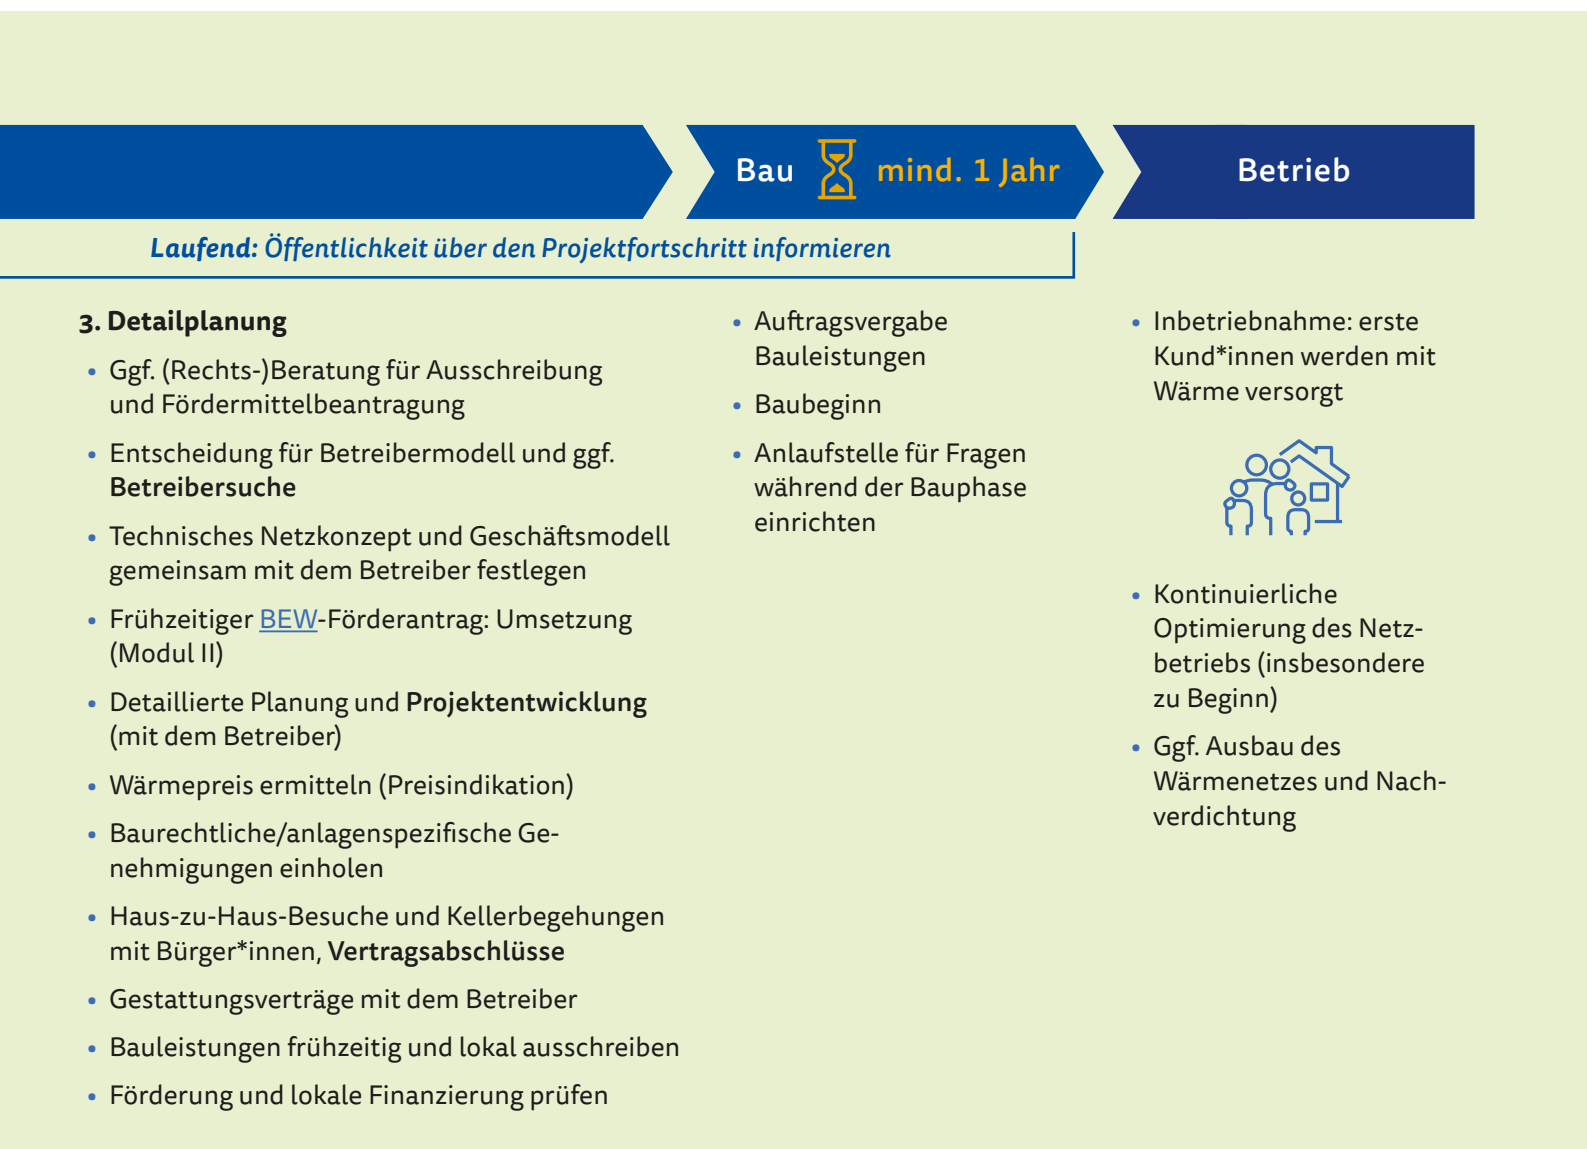 Bau mind. 1 Jahr
Betrieb
Laufend: Öffentlichkeit über den Projektfortschritt informieren
3. Detailplanung
• Ggf. (Rechts-)Beratung für Ausschreibung
und Fördermittelbeantragung
• Entscheidung für Betreibermodell und ggf.
Betreibersuche
• Technisches Netzkonzept und Geschäftsmodell
gemeinsam mit dem Betreiber festlegen
• Frühzeitiger BEW-Förderantrag: Umsetzung
(Modul II)
• Detaillierte Planung und Projektentwicklung
(mit dem Betreiber)
• Wärmepreis ermitteln (Preisindikation)
• Baurechtliche/anlagenspezifische Ge-
nehmigungen einholen
• Haus-zu-Haus-Besuche und Kellerbegehungen
mit Bürger*innen, Vertragsabschlüsse
• Gestattungsverträge mit dem Betreiber
• Bauleistungen frühzeitig und lokal ausschreiben
• Förderung und lokale Finanzierung prüfen
• Auftragsvergabe
Bauleistungen
• Baubeginn
• Anlaufstelle für Fragen
während der Bauphase
einrichten
• Inbetriebnahme: erste
Kund*innen werden mit
Wärme versorgt
• Kontinuierliche
Optimierung des Netz-
betriebs (insbesondere
zu Beginn)
• Ggf. Ausbau des
Wärmenetzes und Nach-
verdichtung